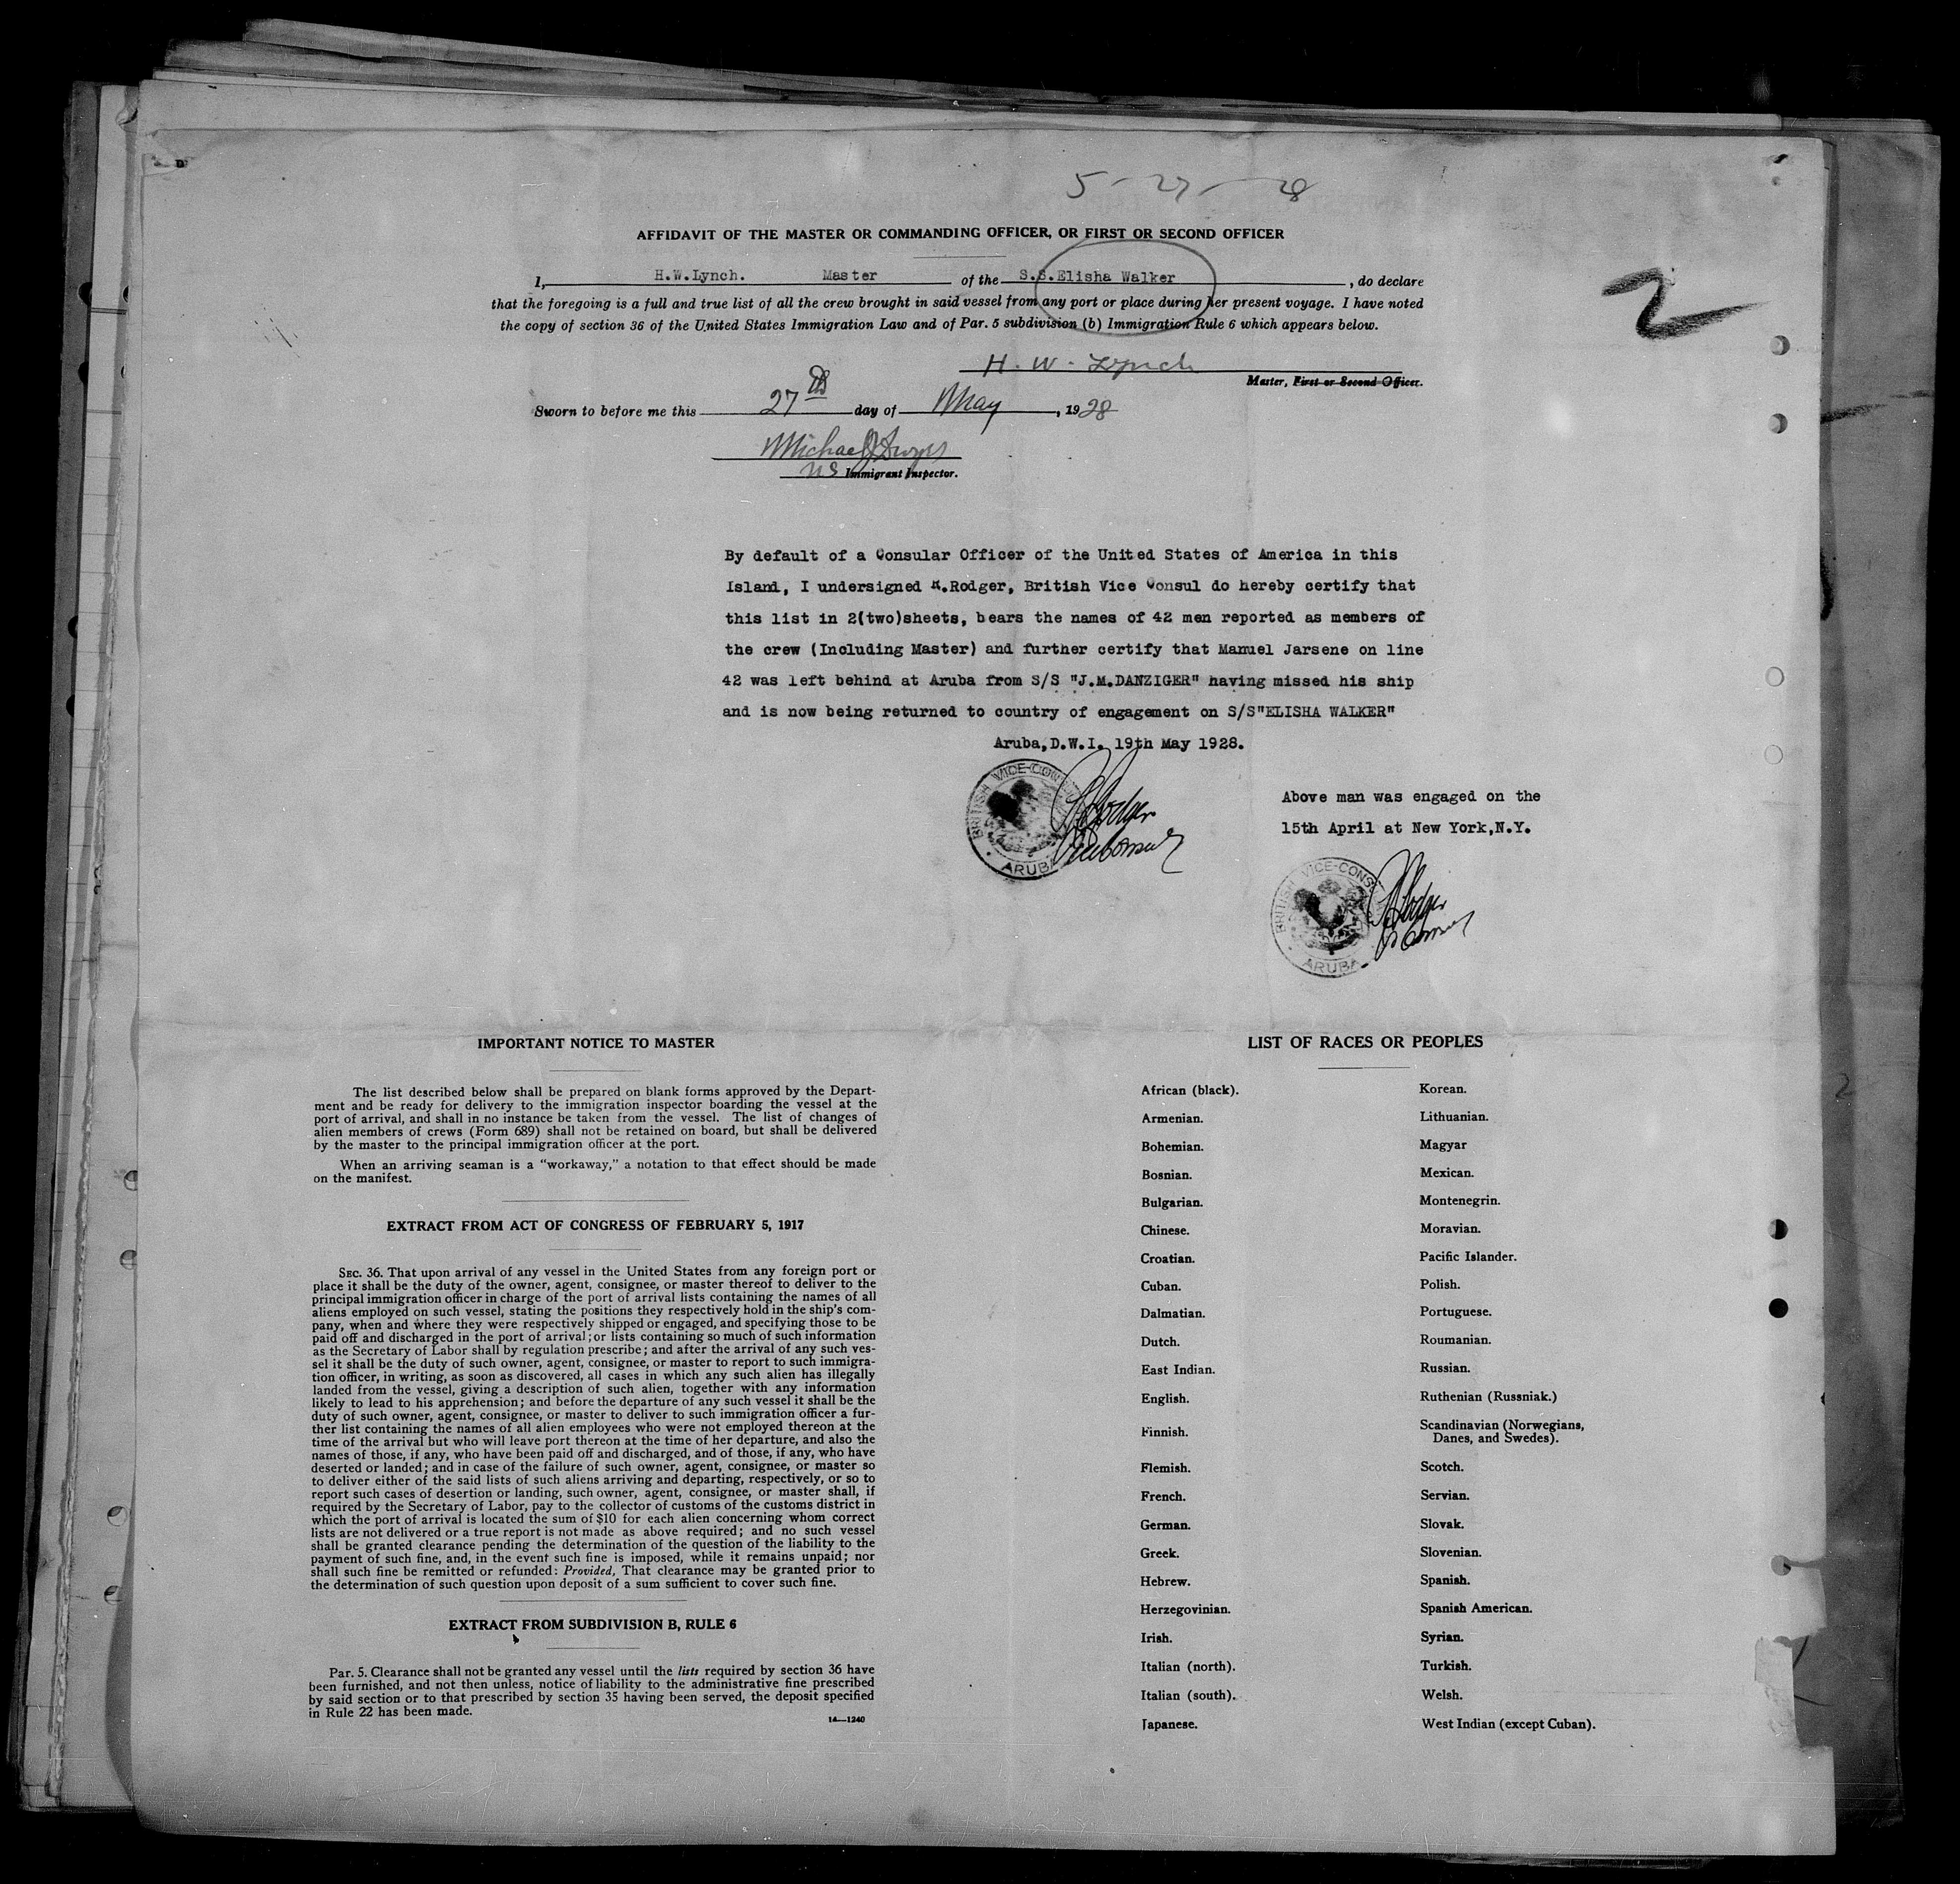 5-27-28
AFFIDAVIT OF THE MASTER OR COMMANDING OFFICER, OR FIRST OR SECOND OFFICER
I, H.W.Lynch. Master of the S.S.Elisha Walker, do declare
that the foregoing is a full and true list of all the crew brought in said vessel from any port or place during her present voyage. I have noted
the copy of section 36 of the United States Immigration Law and of Par. 5 subdivision (b) Immigration Rule 6 which appears below.
2
H. W. Lynch
Master, First or Second Officer.
Sworn to before me this 27th day of May, 1928
Michael
US Immigrant Inspector.
By default of a Consular Officer of the United States of America in this
Island, I undersigned R.Rodger, British Vice Consul do hereby certify that
this list in 2(two)sheets, bears the names of 42 men reported as members of
the crew (Including Master) and further certify that Manuel Jarsene on line
42 was left behind at Aruba from S/S "J.M.DANZIGER" having missed his ship
and is now being returned to country of engagement on S/S"ELISHA WALKER"
Aruba,D.W.I. 19th May 1928.
BRITISH VICE-CON ARUBA
Rodger
Above man was engaged on the
15th April at New York,N.Y.
BRITISH VICE-CONS ARUBA
Rodger
IMPORTANT NOTICE TO MASTER
The list described below shall be prepared on blank forms approved by the Depart-
ment and be ready for delivery to the immigration inspector boarding the vessel at the
port of arrival, and shall in no instance be taken from the vessel. The list of changes of
alien members of crews (Form 689) shall not be retained on board, but shall be delivered
by the master to the principal immigration officer at the port.
When an arriving seaman is a "workaway," a notation to that effect should be made
on the manifest.
EXTRACT FROM ACT OF CONGRESS OF FEBRUARY 5, 1917
SEC. 36. That upon arrival of any vessel in the United States from any foreign port or
place it shall be the duty of the owner, agent, consignee, or master thereof to deliver to the
principal immigration officer in charge of the port of arrival lists containing the names of all
aliens employed on such vessel, stating the positions they respectively hold in the ship's com-
pany, when and where they were respectively shipped or engaged, and specifying those to be
paid off and discharged in the port of arrival; or lists containing so much of such information
as the Secretary of Labor shall by regulation prescribe; and after the arrival of any such ves-
sel it shall be the duty of such owner, agent, consignee, or master to report to such immigra-
tion officer, in writing, as soon as discovered, all cases in which any such alien has illegally
landed from the vessel, giving a description of such alien, together with any information
likely to lead to his apprehension; and before the departure of any such vessel it shall be the
duty of such owner, agent, consignee, or master to deliver to such immigration officer a fur-
ther list containing the names of all alien employees who were not employed thereon at the
time of the arrival but who will leave port thereon at the time of her departure, and also the
names of those, if any, who have been paid off and discharged, and of those, if any, who have
deserted or landed; and in case of the failure of such owner, agent, consignee, or master so
to deliver either of the said lists of such aliens arriving and departing, respectively, or so to
report such cases of desertion or landing, such owner, agent, consignee, or master shall, if
required by the Secretary of Labor, pay to the collector of customs of the customs district in
which the port of arrival is located the sum of $10 for each alien concerning whom correct
lists are not delivered or a true report is not made as above required; and no such vessel
shall be granted clearance pending the determination of the question of the liability to the
payment of such fine, and, in the event such fine is imposed, while it remains unpaid; nor
shall such fine be remitted or refunded: Provided, That clearance may be granted prior to
the determination of such question upon deposit of a sum sufficient to cover such fine.
EXTRACT FROM SUBDIVISION B, RULE 6
Par. 5. Clearance shall not be granted any vessel until the lists required by section 36 have
been furnished, and not then unless, notice of liability to the administrative fine prescribed
by said section or to that prescribed by section 35 having been served, the deposit specified
in Rule 22 has been made.
14—1240
LIST OF RACES OR PEOPLES
African (black).
Armenian.
Bohemian.
Bosnian.
Bulgarian.
Chinese.
Croatian.
Cuban.
Dalmatian.
Dutch.
East Indian.
English.
Finnish.
Flemish.
French.
German.
Greek.
Hebrew.
Herzegovinian.
Irish.
Italian (north).
Italian (south).
Japanese.
Korean.
Lithuanian.
Magyar
Mexican.
Montenegrin.
Moravian.
Pacific Islander.
Polish.
Portuguese.
Roumanian.
Russian.
Ruthenian (Russniak.)
Scandinavian (Norwegians,
Danes, and Swedes).
Scotch.
Servian.
Slovak.
Slovenian.
Spanish.
Spanish American.
Syrian.
Turkish.
Welsh.
West Indian (except Cuban).